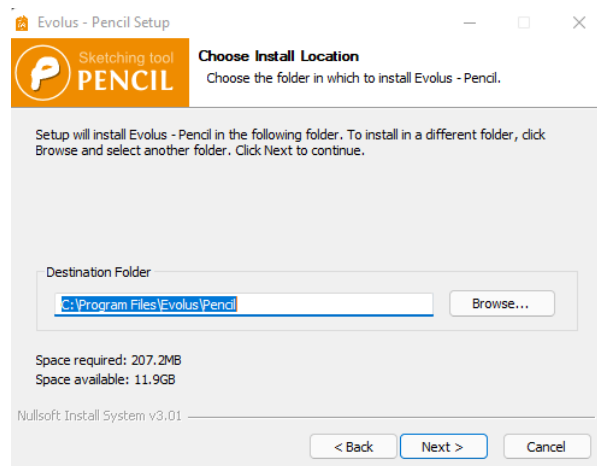 Evolus - Pencil Setup
Sketching tool
PENCIL
Choose Install Location
Choose the folder in which to install Evolus - Pencil.
Setup will install Evolus - Pencil in the following folder. To install in a different folder, click
Browse and select another folder. Click Next to continue.
Destination Folder
C:\Program Files\Evolus\Pencil
Browse...
Space required: 207.2MB
Space available: 11.9GB
Nullsoft Install System v3.01
< Back
Next >
Cancel